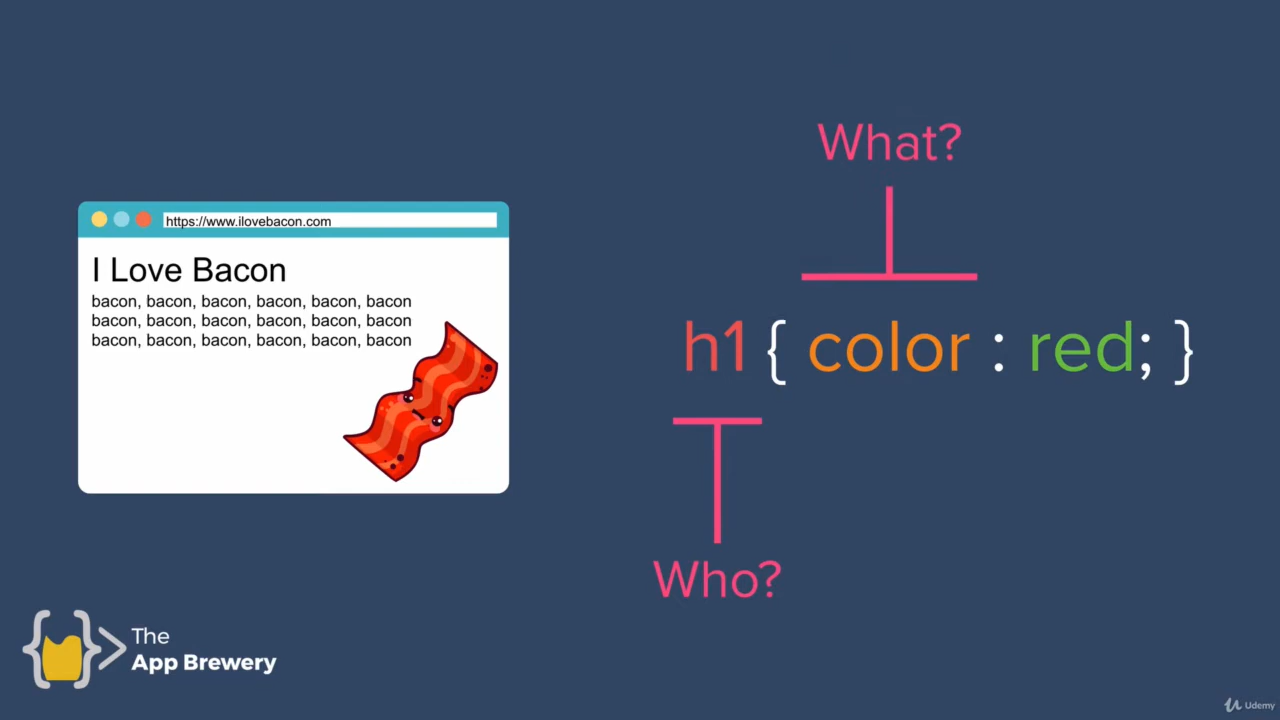 https://www.ilovebacon.com
I Love Bacon
bacon, bacon, bacon, bacon, bacon, bacon
bacon, bacon, bacon, bacon, bacon, bacon
bacon, bacon, bacon, bacon, bacon, bacon
What?
h1 { color : red; }
Who?
The
App Brewery
Udemy